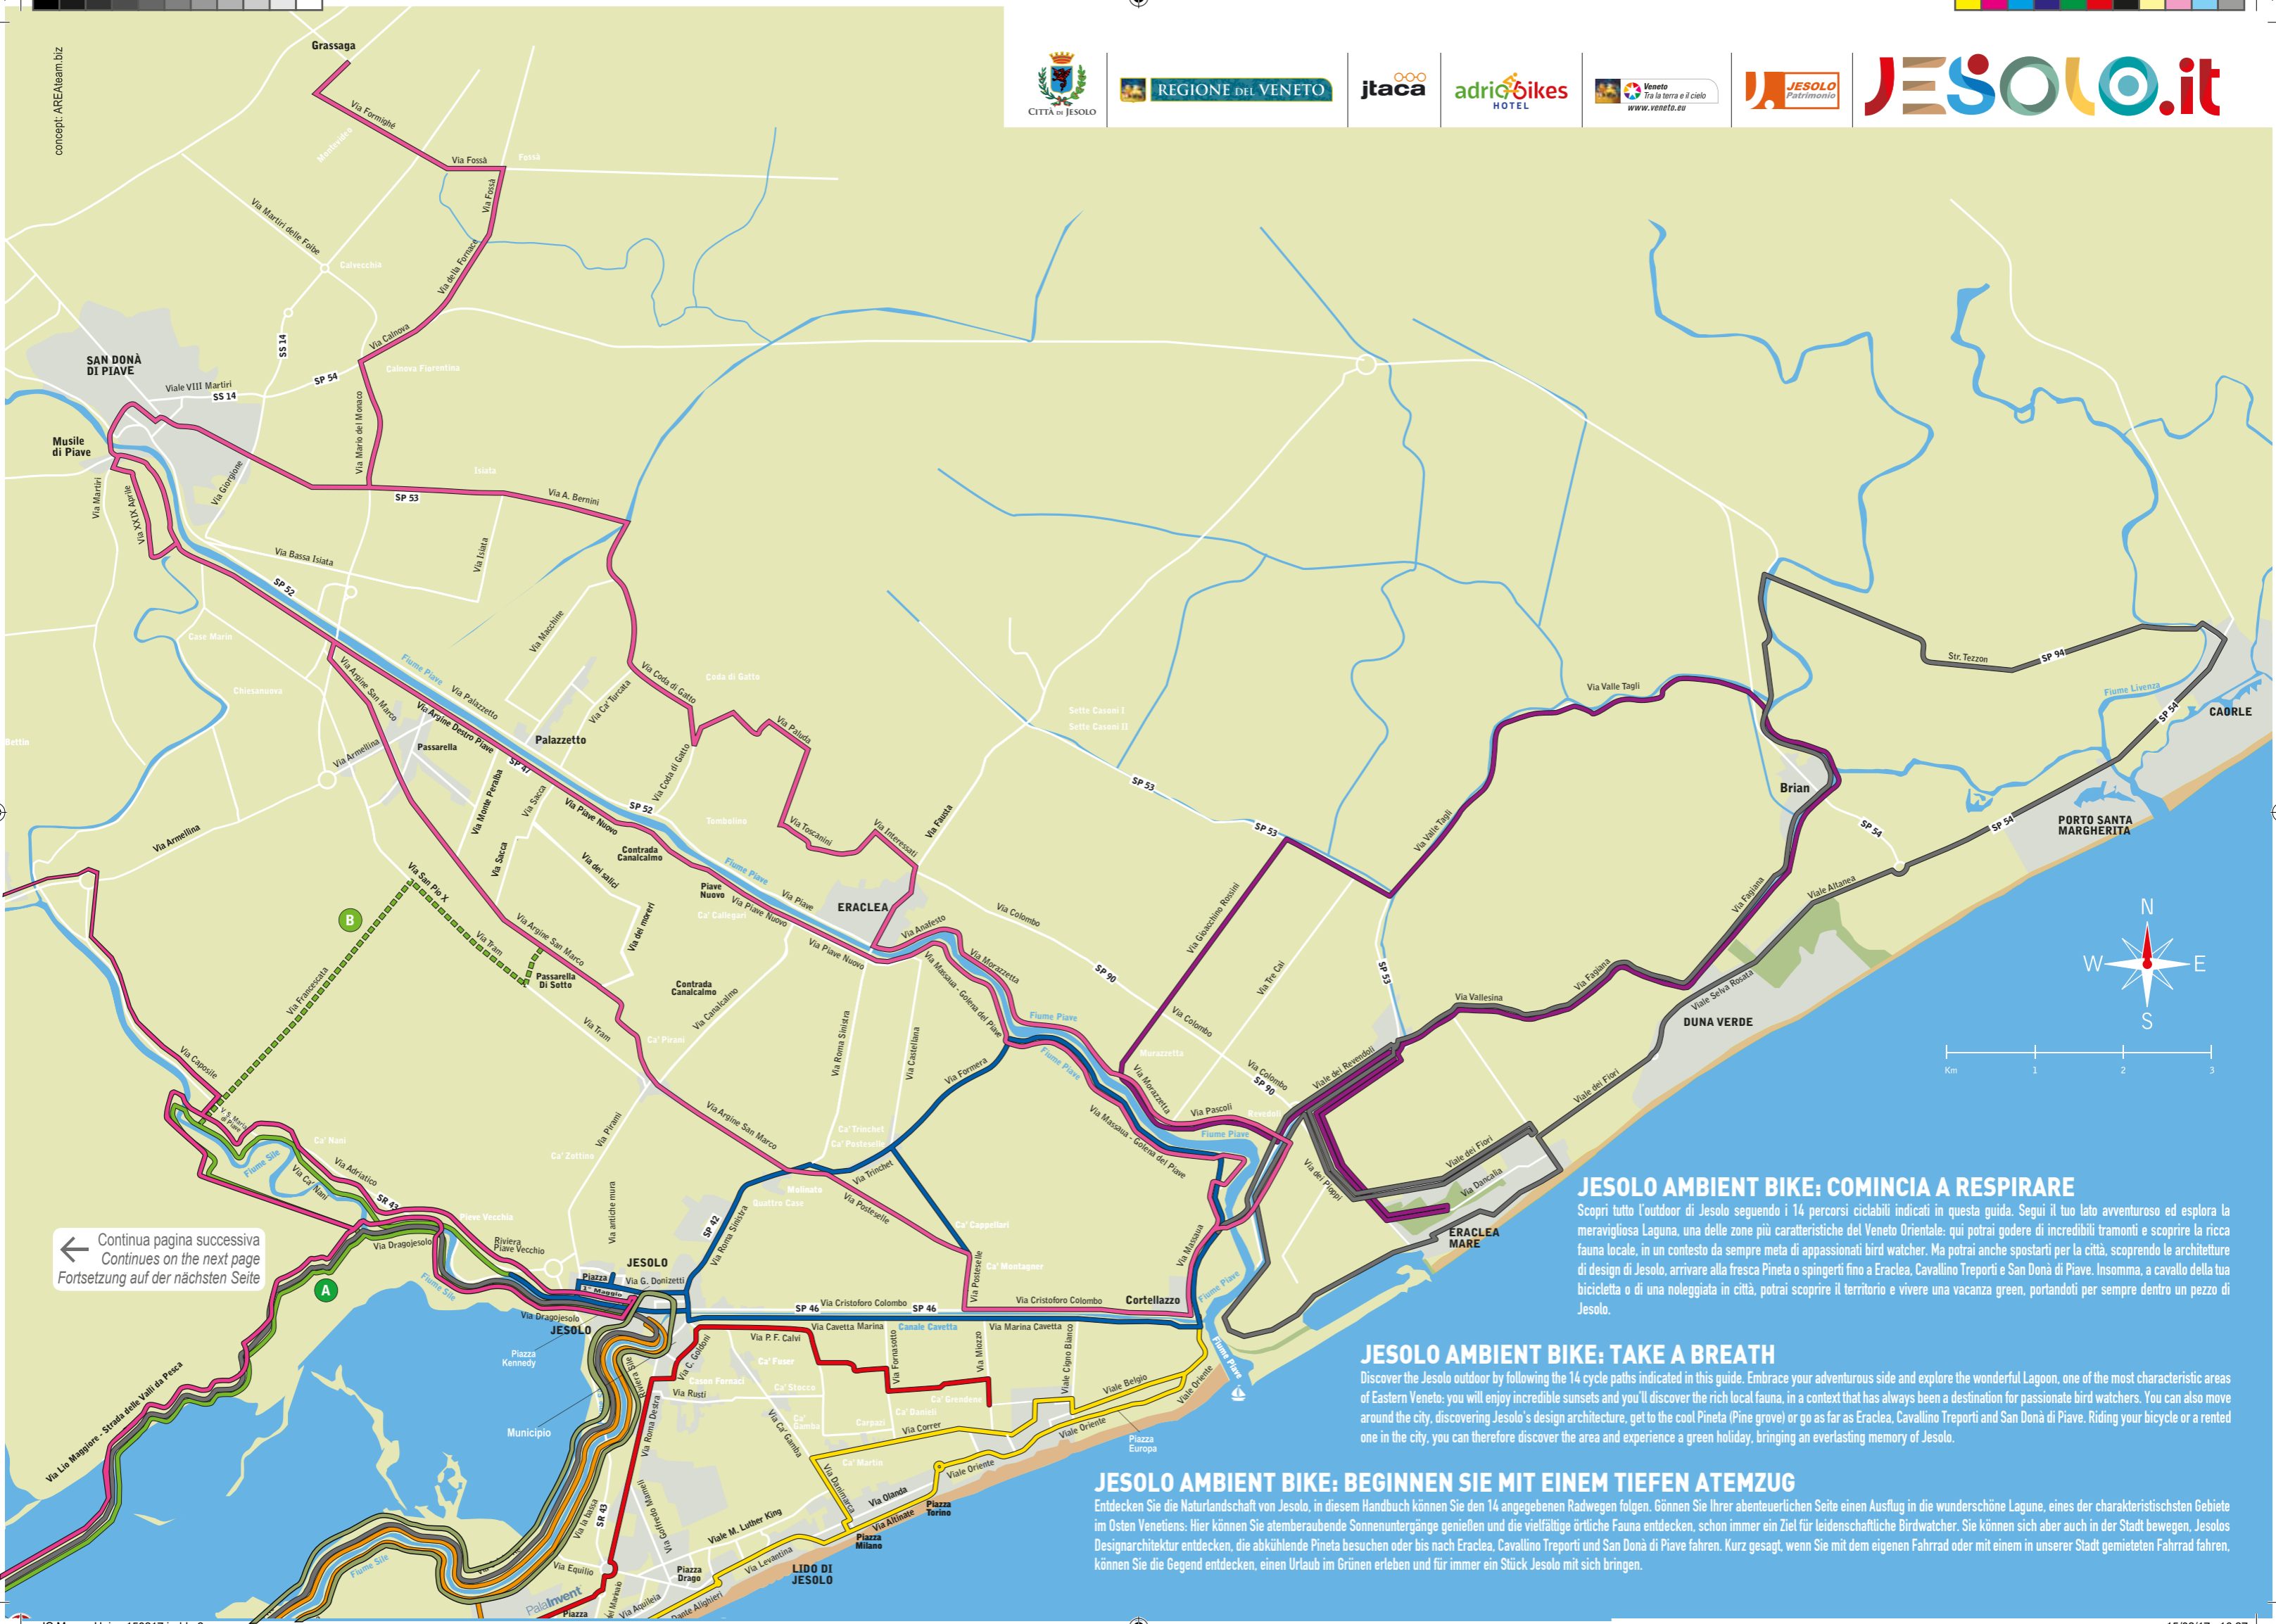 concept: AREAteam.biz
CITTÀ DI JESOLO
REGIONE DEL VENETO
jtaca
adriabikes
HOTEL
Veneto
Tra la terra e il cielo
www.veneto.eu
JESOLO
Patrimonio
JESOLO.it
Grassaga
Via Formighé
Montevideo
Via Fossà
Fossà
Via Fossà
Via Martiri delle Foibe
Calvecchia
Via della Fornace
Via Calnova
SS 14
SAN DONÀ
DI PIAVE
Viale VIII Martiri
SS 14
SP 54
Calnova Fiorentina
Via Mario del Monaco
Musile
di Piave
Via Martiri
Via XXIX Aprile
Via Giorgione
Isiata
SP 53
Via A. Bernini
Via Isiata
Via Bassa Isiata
SP 52
Case Marin
Chiesanuova
Bettin
Via Argine San Marco
Fiume Piave
Via Palazzetto
Via Macchine
Via Ca' Turcata
Palazzetto
Via Argine Destro Piave
Passarella
Via Armellina
SP 47
Via Monte Peralba
Via Sacca
Via Sacca
Via Piave Nuovo
SP 52
Via Coda di Gatto
Via Coda di Gatto
Coda di Gatto
Via Paluda
Tombolino
Via Toscanini
Via Interessati
Via Fausta
Sette Casoni I
Sette Casoni II
SP 53
SP 53
Via Valle Tagli
Via Valle Tagli
Str. Tezzon
SP 94
Fiume Livenza
SP 54
CAORLE
Brian
SP 54
SP 54
PORTO SANTA
MARGHERITA
Via Armellina
Via San Pio X
B
Via Francescata
Via Tram
Via dei salici
Via dei moreri
Contrada
Canalcalmo
Piave
Nuovo
Ca' Callegari
Fiume Piave
Via Piave
Via Piave Nuovo
Via Piave Nuovo
ERACLEA
Via Anafesto
Via Colombo
Via Argine San Marco
Passarella
Di Sotto
Contrada
Canalcalmo
Via Canalcalmo
Via Tram
Ca' Pirani
Via Roma Sinistra
Via Castellana
Via Massaua - Golena del Piave
Via Morazzetta
SP 90
Via Gioacchino Rossini
Via Tre Cai
SP 53
Via Fagiana
Viale Altanea
Via Fagiana
Via Vallesina
Viale Selva Rosata
DUNA VERDE
N
W
E
S
Km
1
2
3
Via Caposile
V. S. Maria
di Piave
Via Formera
Fiume Piave
Fiume Piave
Via Colombo
Murazzetta
Via Morazzetta
Via Colombo
SP 90
Viale dei Revendoli
Via Pascoli
Revedoli
Fiume Piave
Via Massaua - Golena del Piave
Viale dei Fiori
Viale dei Fiori
Via dei Pioppi
Via Dancalia
ERACLEA
MARE
Ca' Nani
Fiume Sile
Via Ca' Nani
Via Adriatico
SR 43
Via Pirami
Ca' Zottino
Via Argine San Marco
Ca' Trinchet
Ca' Posteselle
Via Trinchet
Molinato
Quattro Case
Via Posteselle
Ca' Cappellari
Via Massaua
Continua pagina successiva
Continues on the next page
Fortsetzung auf der nächsten Seite
Via Dragojesolo
Pieve Vecchia
Riviera
Piave Vecchio
Via antiche mura
SP 42
Via Roma Sinistra
A
Fiume Sile
JESOLO
Piazza
1° Maggio
Via G. Donizetti
Via Dragojesolo
JESOLO
Piazza
Kennedy
Via Cristoforo Colombo
SP 46
SP 46
Via Cristoforo Colombo
Cortellazzo
Via Posteselle
Ca' Montagner
Fiume Piave
Via P. F. Calvi
Via Cavetta Marina
Canale Cavetta
Via Marina Cavetta
Fiume Piave
Via C. Goldoni
Ca' Fuser
Via Fornasotto
Via Miozzo
Viale Cigno Bianco
Cason Fornaci
Via Rusti
Ca' Stocco
Ca' Gamba
Ca' Grendene
Ca' Danieli
Carpazi
Via Ca' Gamba
Via Correr
Viale Belgio
Viale Oriente
Viale Oriente
Piazza
Europa
Via Lio Maggiore - Strada delle Valli da Pesca
Municipio
Riviera Sile
Via Roma Destra
Ca' Martin
Via Danimarca
Viale Oriente
Via Olanda
Piazza
Torino
Via Altinate
Piazza
Milano
Via la bassa
SR 43
Via Goffredo Mameli
Viale M. Luther King
Via Levantina
LIDO DI
JESOLO
Fiume Sile
Via Equilio
Piazza
Drago
Via Aquileia
Dante Alighieri
PalaInvent
Piazza
JESOLO AMBIENT BIKE: COMINCIA A RESPIRARE
Scopri tutto l'outdoor di Jesolo seguendo i 14 percorsi ciclabili indicati in questa guida. Segui il tuo lato avventuroso ed esplora la
meravigliosa Laguna, una delle zone più caratteristiche del Veneto Orientale: qui potrai godere di incredibili tramonti e scoprire la ricca
fauna locale, in un contesto da sempre meta di appassionati bird watcher. Ma potrai anche spostarti per la città, scoprendo le architetture
di design di Jesolo, arrivare alla fresca Pineta o spingerti fino a Eraclea, Cavallino Treporti e San Donà di Piave. Insomma, a cavallo della tua
bicicletta o di una noleggiata in città, potrai scoprire il territorio e vivere una vacanza green, portandoti per sempre dentro un pezzo di
Jesolo.
JESOLO AMBIENT BIKE: TAKE A BREATH
Discover the Jesolo outdoor by following the 14 cycle paths indicated in this guide. Embrace your adventurous side and explore the wonderful Lagoon, one of the most characteristic areas
of Eastern Veneto: you will enjoy incredible sunsets and you'll discover the rich local fauna, in a context that has always been a destination for passionate bird watchers. You can also move
around the city, discovering Jesolo's design architecture, get to the cool Pineta (Pine grove) or go as far as Eraclea, Cavallino Treporti and San Donà di Piave. Riding your bicycle or a rented
one in the city, you can therefore discover the area and experience a green holiday, bringing an everlasting memory of Jesolo.
JESOLO AMBIENT BIKE: BEGINNEN SIE MIT EINEM TIEFEN ATEMZUG
Entdecken Sie die Naturlandschaft von Jesolo, in diesem Handbuch können Sie den 14 angegebenen Radwegen folgen. Gönnen Sie Ihrer abenteuerlichen Seite einen Ausflug in die wunderschöne Lagune, eines der charakteristischsten Gebiete
im Osten Venetiens: Hier können Sie atemberaubende Sonnenuntergänge genießen und die vielfältige örtliche Fauna entdecken, schon immer ein Ziel für leidenschaftliche Birdwatcher. Sie können sich aber auch in der Stadt bewegen, Jesolos
Designarchitektur entdecken, die abkühlende Pineta besuchen oder bis nach Eraclea, Cavallino Treporti und San Donà di Piave fahren. Kurz gesagt, wenn Sie mit dem eigenen Fahrrad oder mit einem in unserer Stadt gemieteten Fahrrad fahren,
können Sie die Gegend entdecken, einen Urlaub im Grünen erleben und für immer ein Stück Jesolo mit sich bringen.